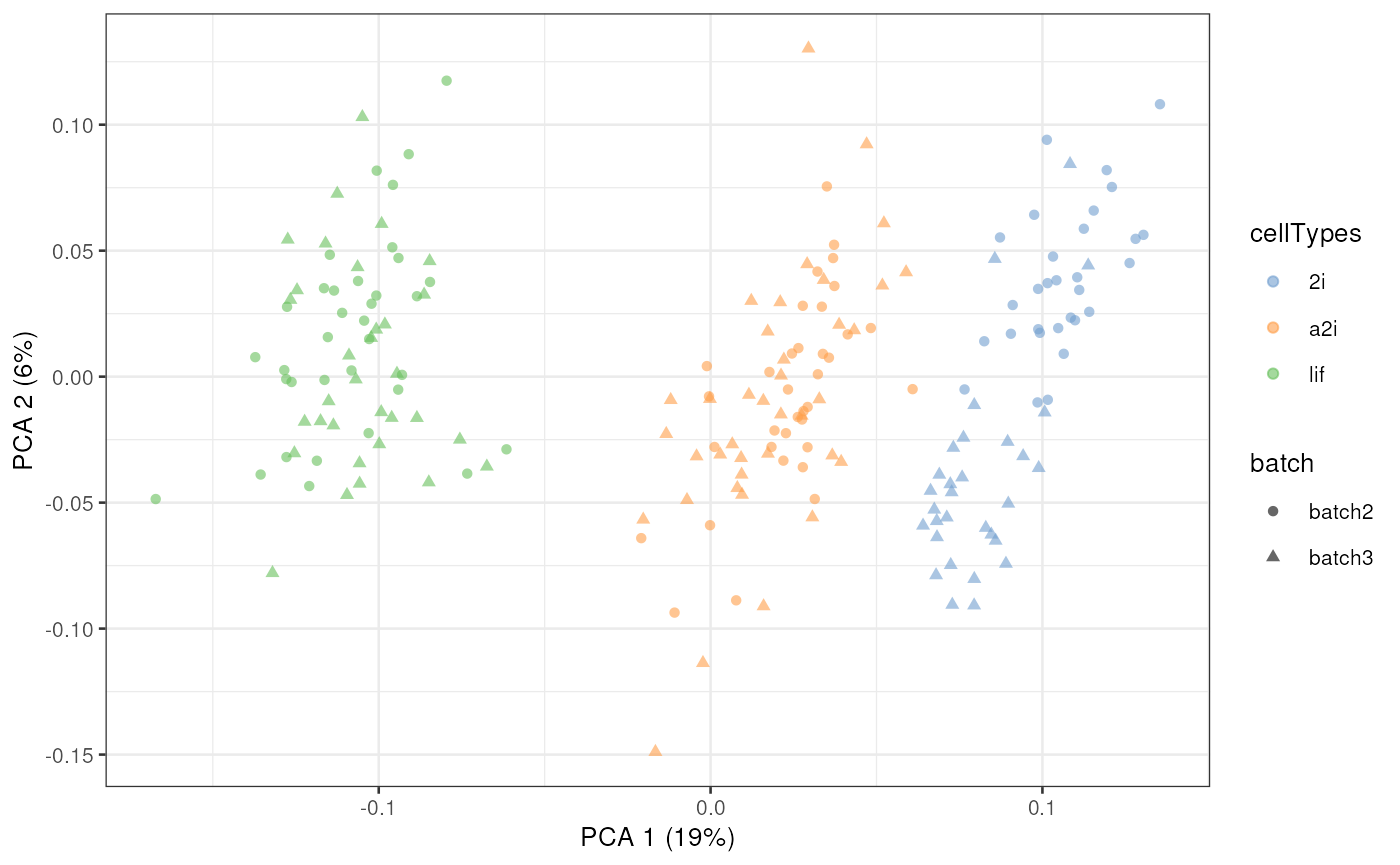 0.10
0.05
0.00
-0.05
-0.10
-0.15
PCA 2 (6%)
-0.1
0.0
0.1
PCA 1 (19%)
cellTypes
2i
a2i
lif
batch
batch2
batch3